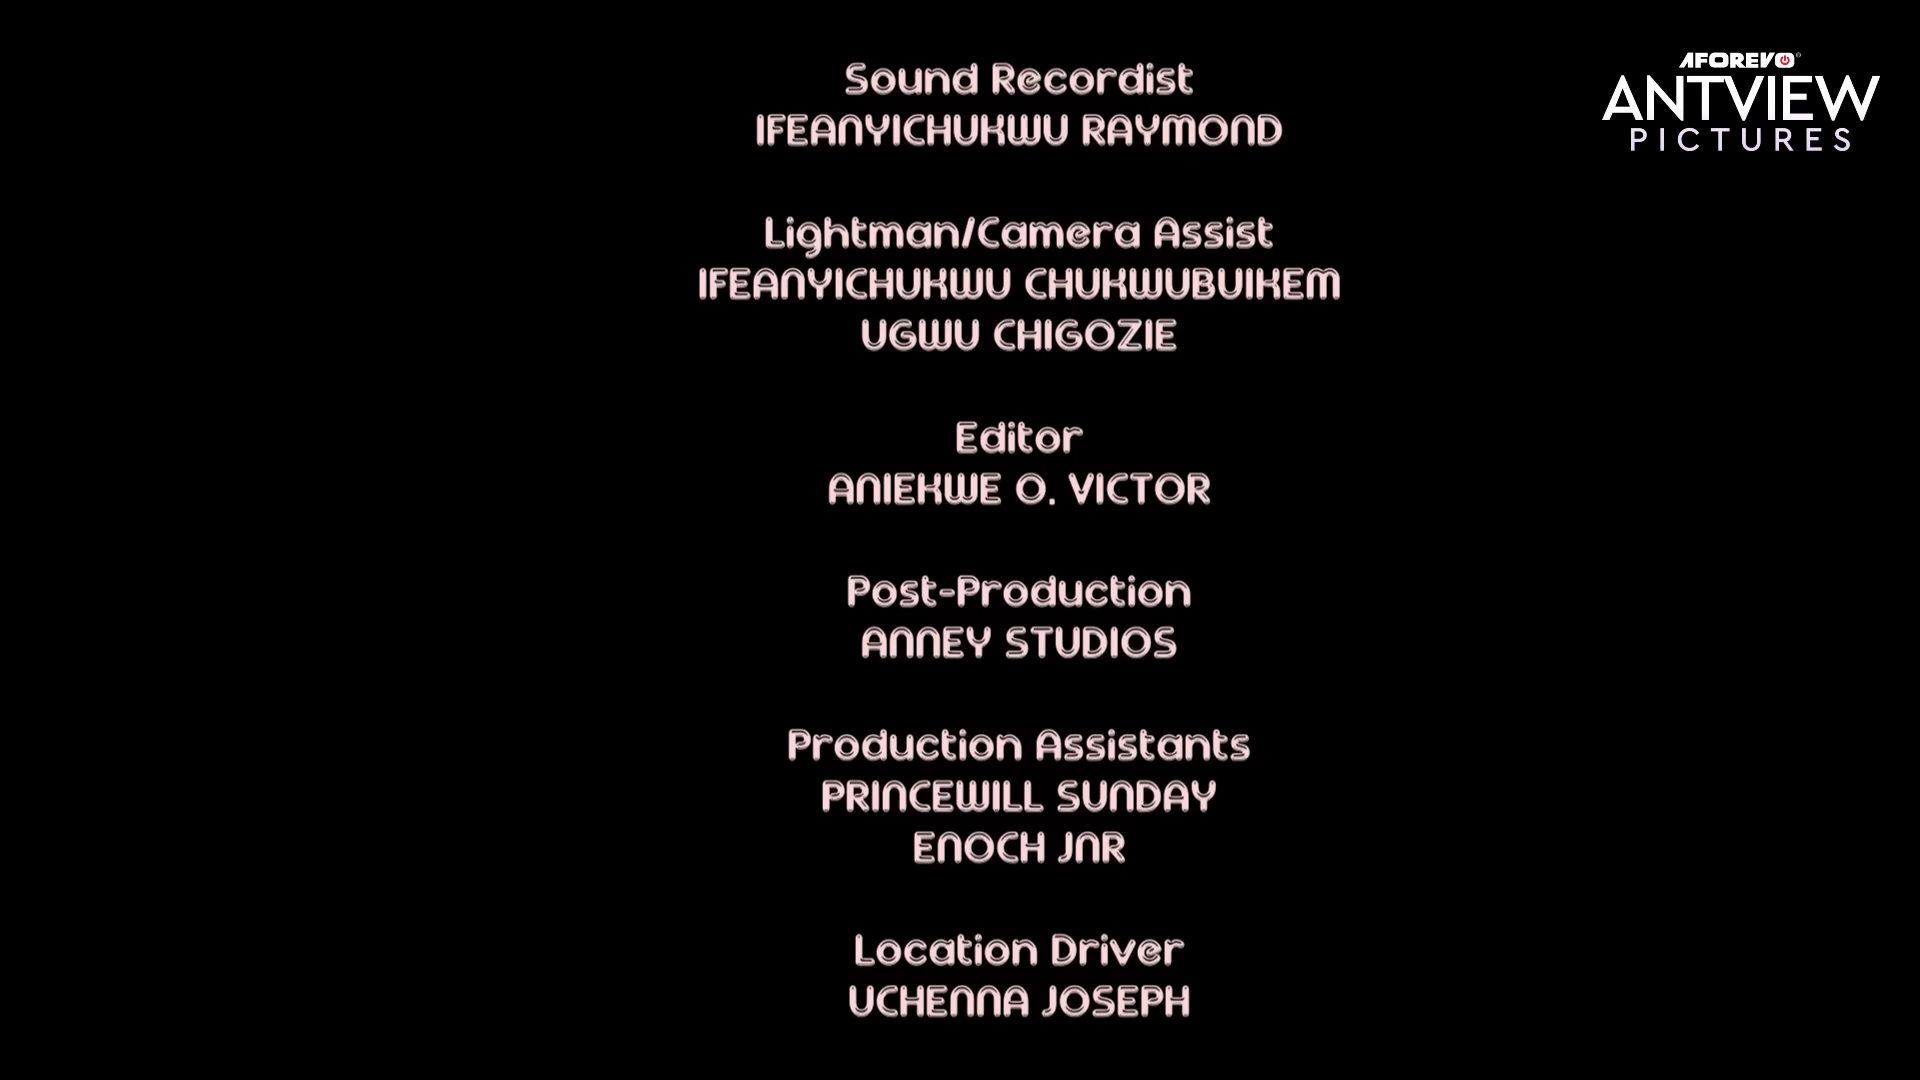 Sound Recordist
IFEANYICHUKWU RAYMOND
Lightman/Camera Assist
IFEANYICHUKWU CHUKWUBUIKEM
UGWU CHIGOZIE
Editor
ANIEKWE O. VICTOR
Post-Production
ANNEY STUDIOS
Production Assistants
PRINCEWILL SUNDAY
ENOCH JNR
Location Driver
UCHENNA JOSEPH
AFOREVO®
ANTVIEW
PICTURES